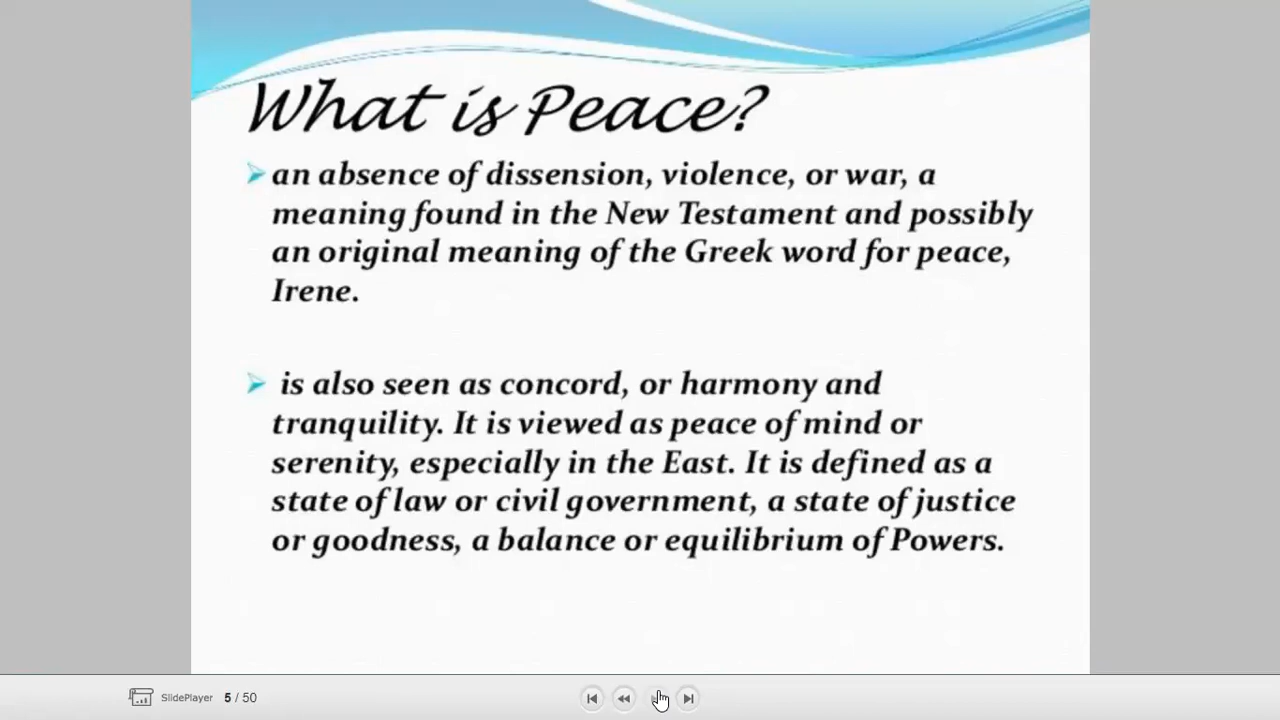 What is Peace?
an absence of dissension, violence, or war, a
meaning found in the New Testament and possibly
an original meaning of the Greek word for peace,
Irene.
is also seen as concord, or harmony and
tranquility. It is viewed as peace of mind or
serenity, especially in the East. It is defined as a
state of law or civil government, a state of justice
or goodness, a balance or equilibrium of Powers.
SlidePlayer 5 / 50